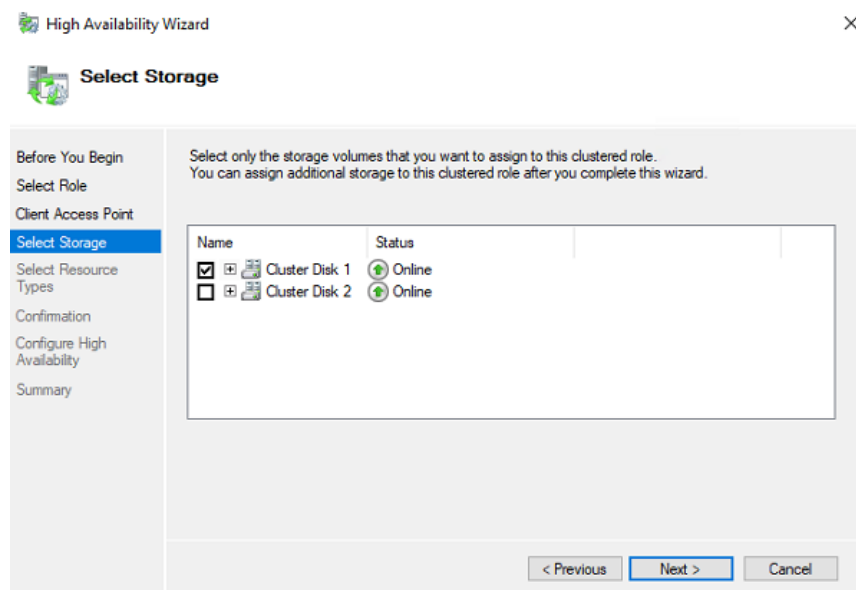 High Availability Wizard
Select Storage
Before You Begin
Select Role
Client Access Point
Select Storage
Select Resource
Types
Confirmation
Configure High
Availability
Summary
Select only the storage volumes that you want to assign to this clustered role.
You can assign additional storage to this clustered role after you complete this wizard.
Name Status
Cluster Disk 1 Online
Cluster Disk 2 Online
< Previous Next > Cancel